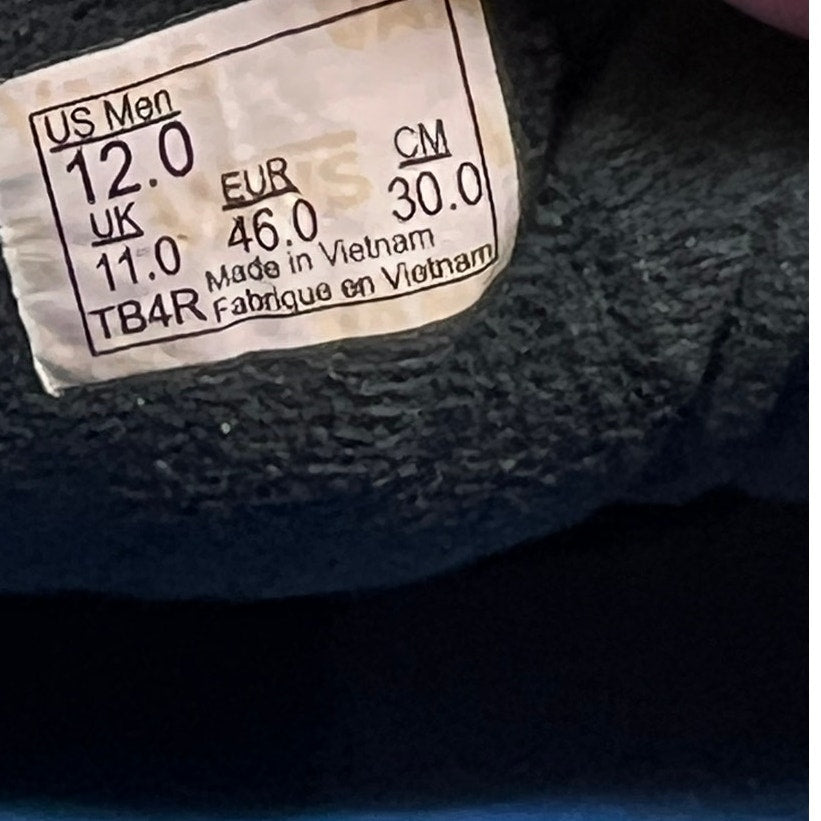 US Men
12.0
UK
11.0
EUR
46.0
CM
30.0
Made in Vietnam
TB4R Fabrique en Vietnam